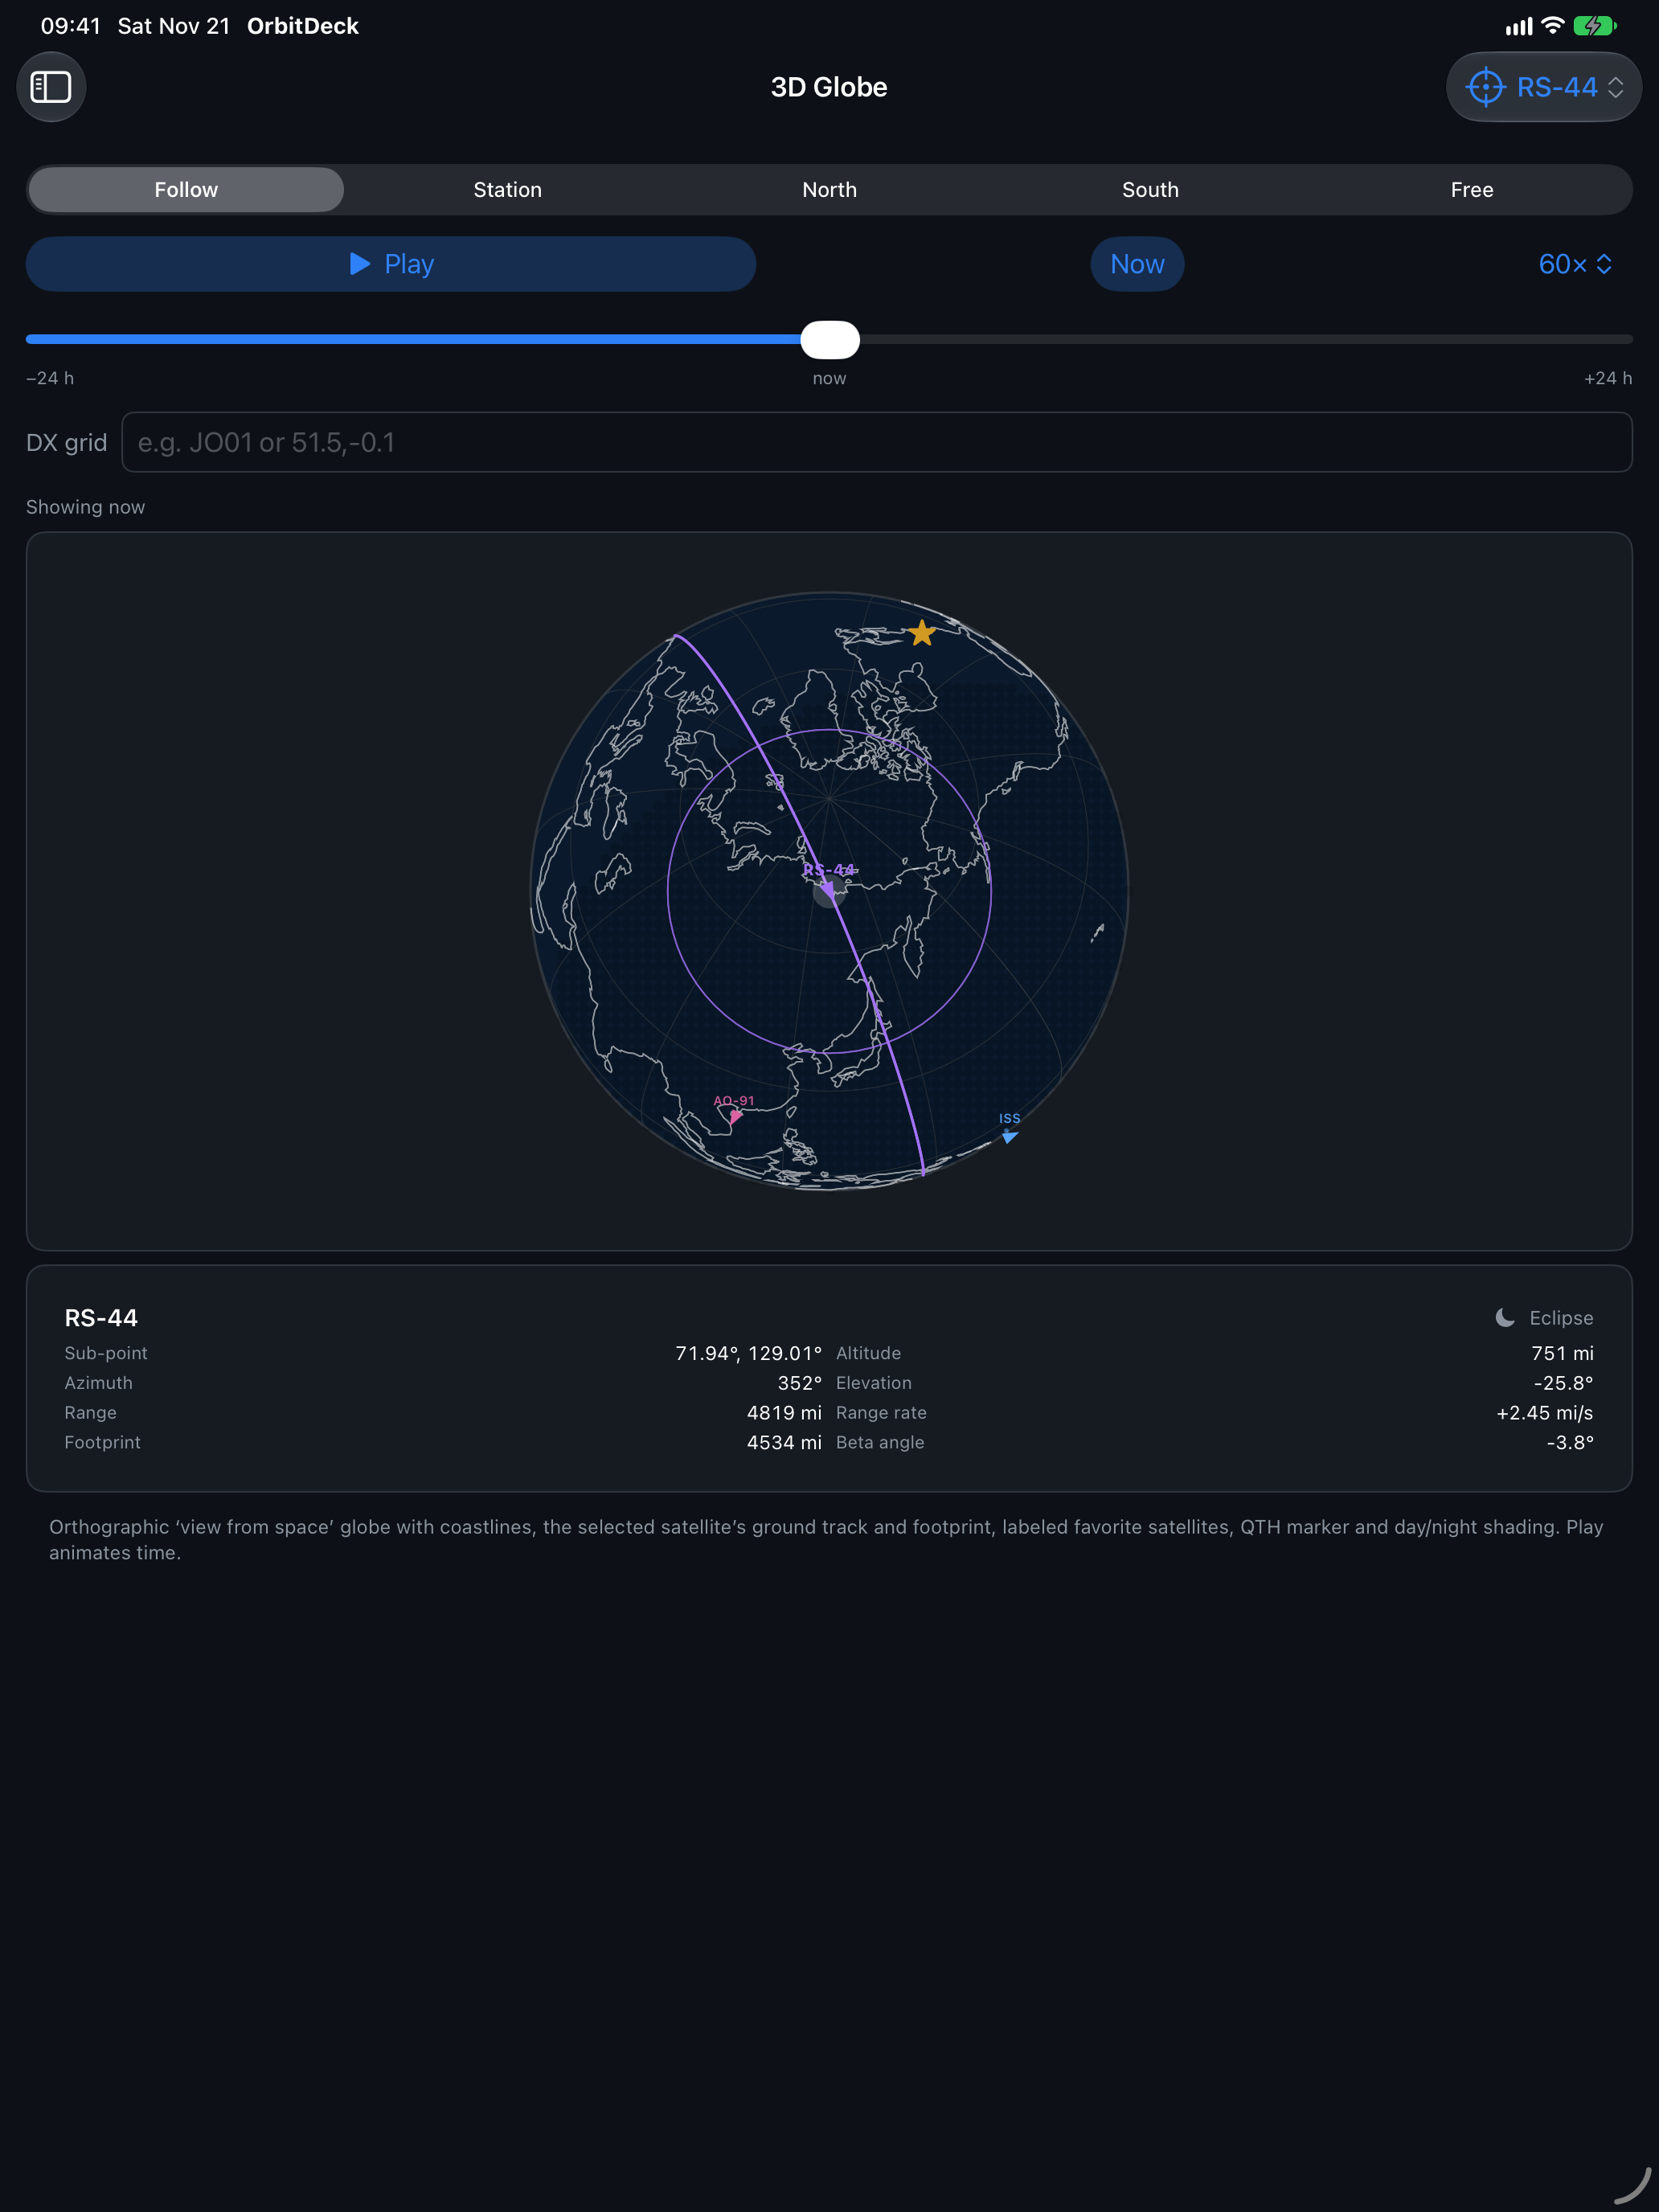 09:41 Sat Nov 21 OrbitDeck
3D Globe
RS-44
Follow Station North South Free
Play Now 60×
−24 h now +24 h
DX grid e.g. JO01 or 51.5,-0.1
Showing now
RS-44
AO-91
ISS
RS-44 Eclipse
Sub-point 71.94°, 129.01° Altitude 751 mi
Azimuth 352° Elevation -25.8°
Range 4819 mi Range rate +2.45 mi/s
Footprint 4534 mi Beta angle -3.8°
Orthographic ‘view from space’ globe with coastlines, the selected satellite’s ground track and footprint, labeled favorite satellites, QTH marker and day/night shading. Play
animates time.